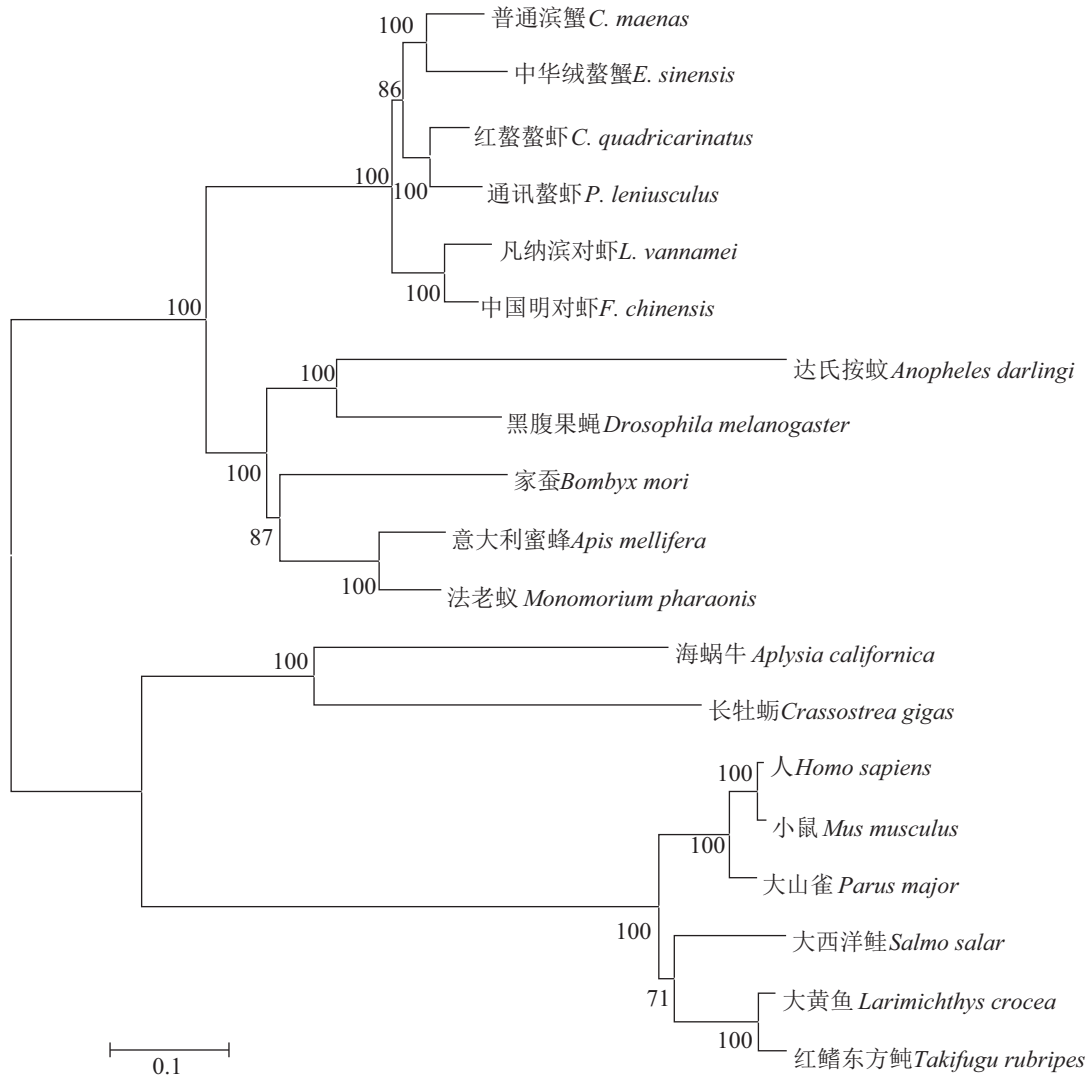 普通滨蟹C. maenas
100
中华绒螯蟹E. sinensis
86
红螯螯虾C. quadricarinatus
100
100
通讯螯虾P. leniusculus
凡纳滨对虾L. vannamei
100
中国明对虾F. chinensis
100
达氏按蚊Anopheles darlingi
100
黑腹果蝇Drosophila melanogaster
100
家蚕Bombyx mori
87
意大利蜜蜂Apis mellifera
100
法老蚁 Monomorium pharaonis
海蜗牛 Aplysia californica
100
长牡蛎Crassostrea gigas
人Homo sapiens
100
小鼠 Mus musculus
100
大山雀 Parus major
100
大西洋鲑Salmo salar
71
大黄鱼 Larimichthys crocea
100
红鳍东方鲀Takifugu rubripes
0.1